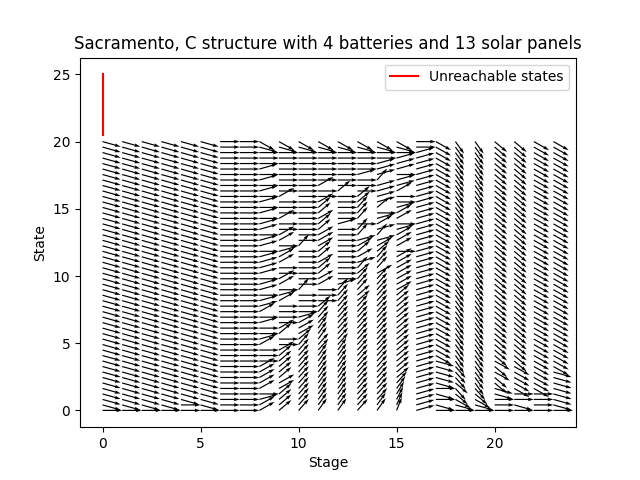 Sacramento, C structure with 4 batteries and 13 solar panels
Unreachable states
25
20
15
10
5
0
State
0 5 10 15 20
Stage